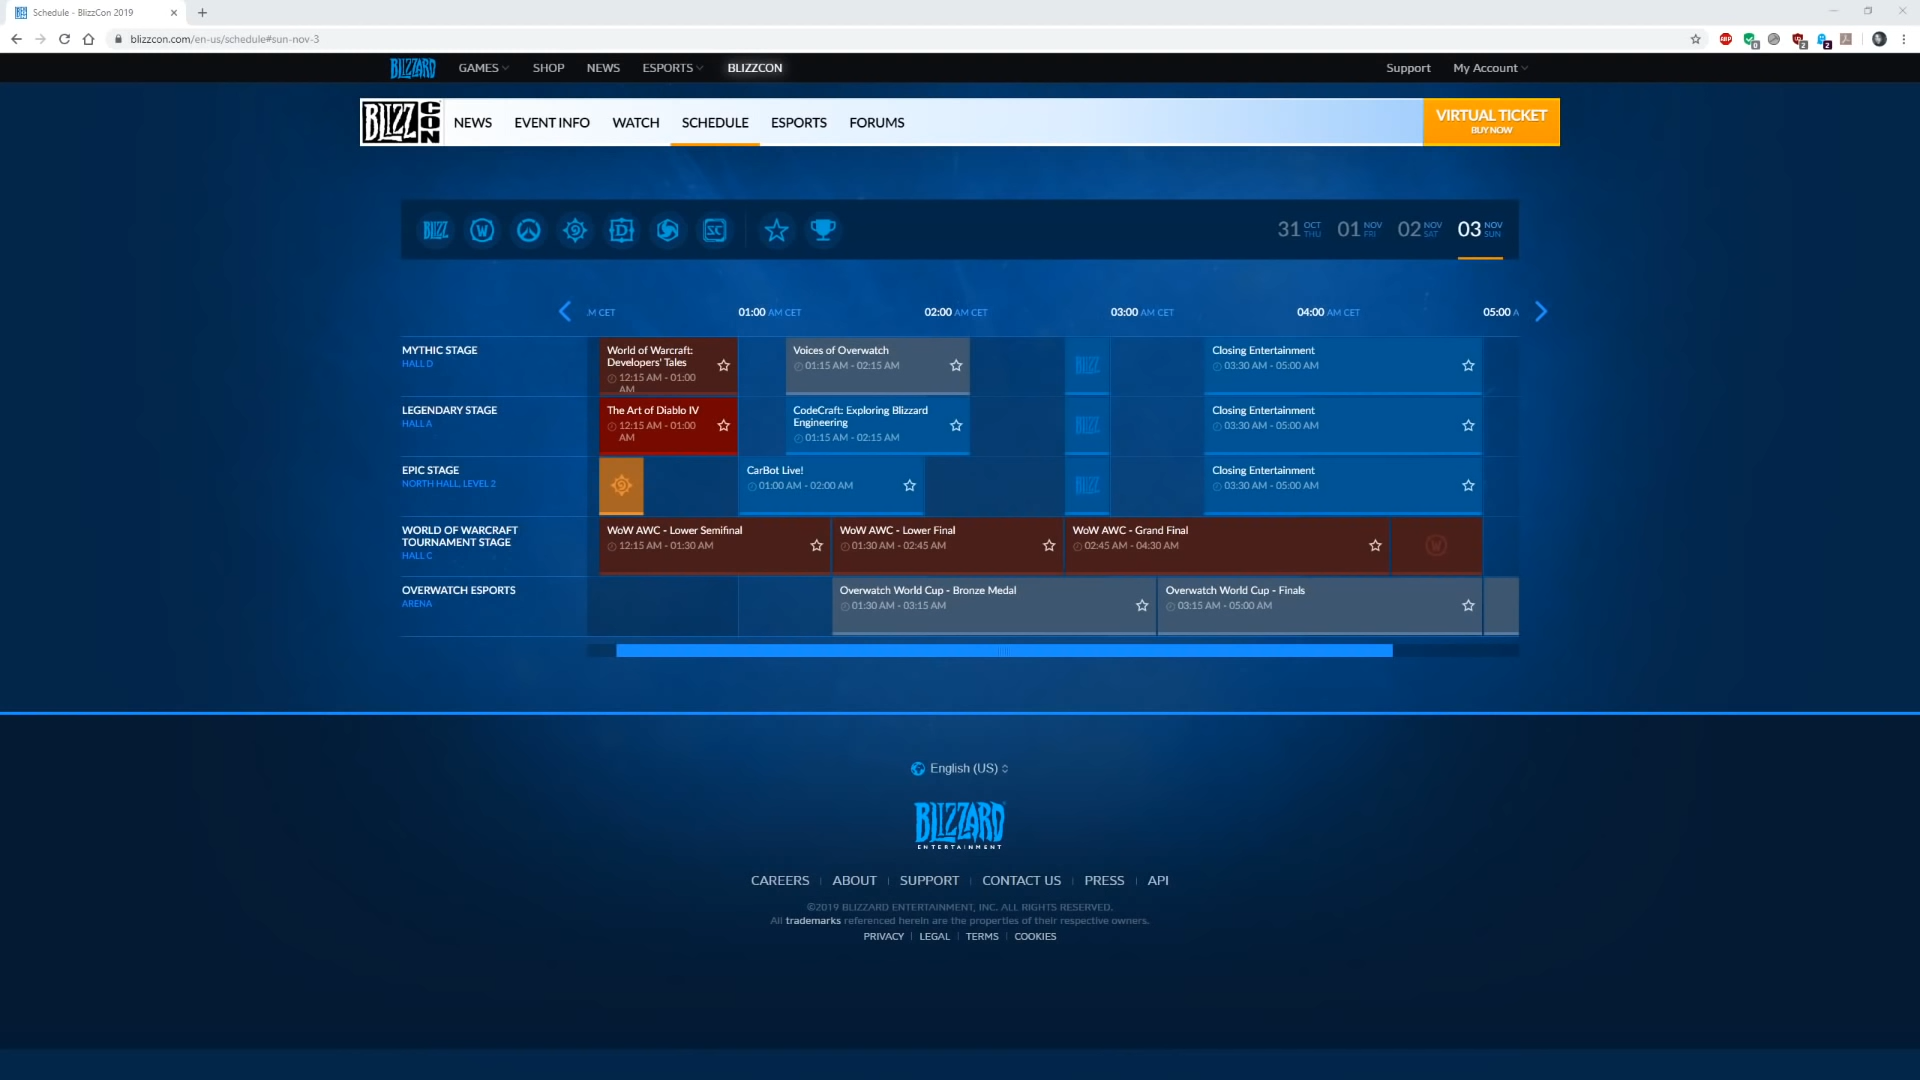 Schedule - BlizzCon 2019
blizzcon.com/en-us/schedule#sun-nov-3
BLIZZARD GAMES SHOP NEWS ESPORTS BLIZZCON Support My Account
BLIZZCON NEWS EVENT INFO WATCH SCHEDULE ESPORTS FORUMS VIRTUAL TICKET
BUY NOW
BLIZZ W D SC 31 OCT THU 01 NOV FRI 02 NOV SAT 03 NOV SUN
M CET 01:00 AM CET 02:00 AM CET 03:00 AM CET 04:00 AM CET 05:00 A
MYTHIC STAGE
HALL D
World of Warcraft:
Developers' Tales
12:15 AM - 01:00
AM
Voices of Overwatch
01:15 AM - 02:15 AM
BLIZZ
Closing Entertainment
03:30 AM - 05:00 AM
LEGENDARY STAGE
HALL A
The Art of Diablo IV
12:15 AM - 01:00
AM
CodeCraft: Exploring Blizzard
Engineering
01:15 AM - 02:15 AM
BLIZZ
Closing Entertainment
03:30 AM - 05:00 AM
EPIC STAGE
NORTH HALL, LEVEL 2
CarBot Live!
01:00 AM - 02:00 AM
BLIZZ
Closing Entertainment
03:30 AM - 05:00 AM
WORLD OF WARCRAFT
TOURNAMENT STAGE
HALL C
WoW AWC - Lower Semifinal
12:15 AM - 01:30 AM
WoW AWC - Lower Final
01:30 AM - 02:45 AM
WoW AWC - Grand Final
02:45 AM - 04:30 AM
W
OVERWATCH ESPORTS
ARENA
Overwatch World Cup - Bronze Medal
01:30 AM - 03:15 AM
Overwatch World Cup - Finals
03:15 AM - 05:00 AM
English (US)
BLIZZARD
ENTERTAINMENT
CAREERS | ABOUT | SUPPORT | CONTACT US | PRESS | API
©2019 BLIZZARD ENTERTAINMENT, INC. ALL RIGHTS RESERVED.
All trademarks referenced herein are the properties of their respective owners.
PRIVACY | LEGAL | TERMS | COOKIES